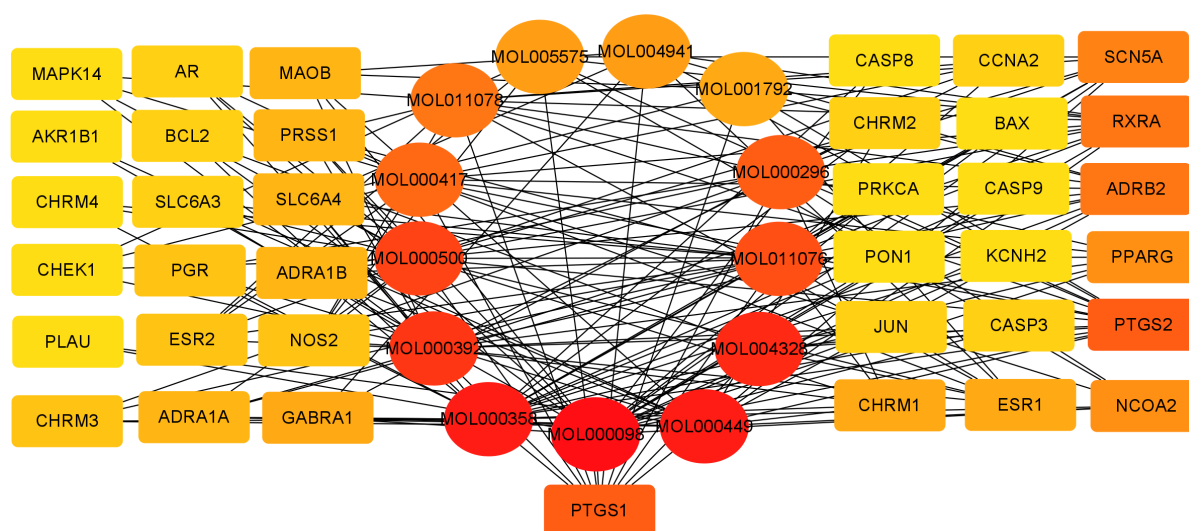 MOL005575
MOL004941
MAPK14
AR
MAOB
MOL011078
MOL001792
CASP8
CCNA2
SCN5A
AKR1B1
BCL2
PRSS1
CHRM2
BAX
RXRA
CHRM4
SLC6A3
SLC6A4
MOL000417
MOL000296
PRKCA
CASP9
ADRB2
CHEK1
PGR
ADRA1B
MOL000500
MOL011076
PON1
KCNH2
PPARG
PLAU
ESR2
NOS2
MOL000392
MOL004328
JUN
CASP3
PTGS2
CHRM3
ADRA1A
GABRA1
MOL000358
MOL000098
MOL000449
CHRM1
ESR1
NCOA2
PTGS1